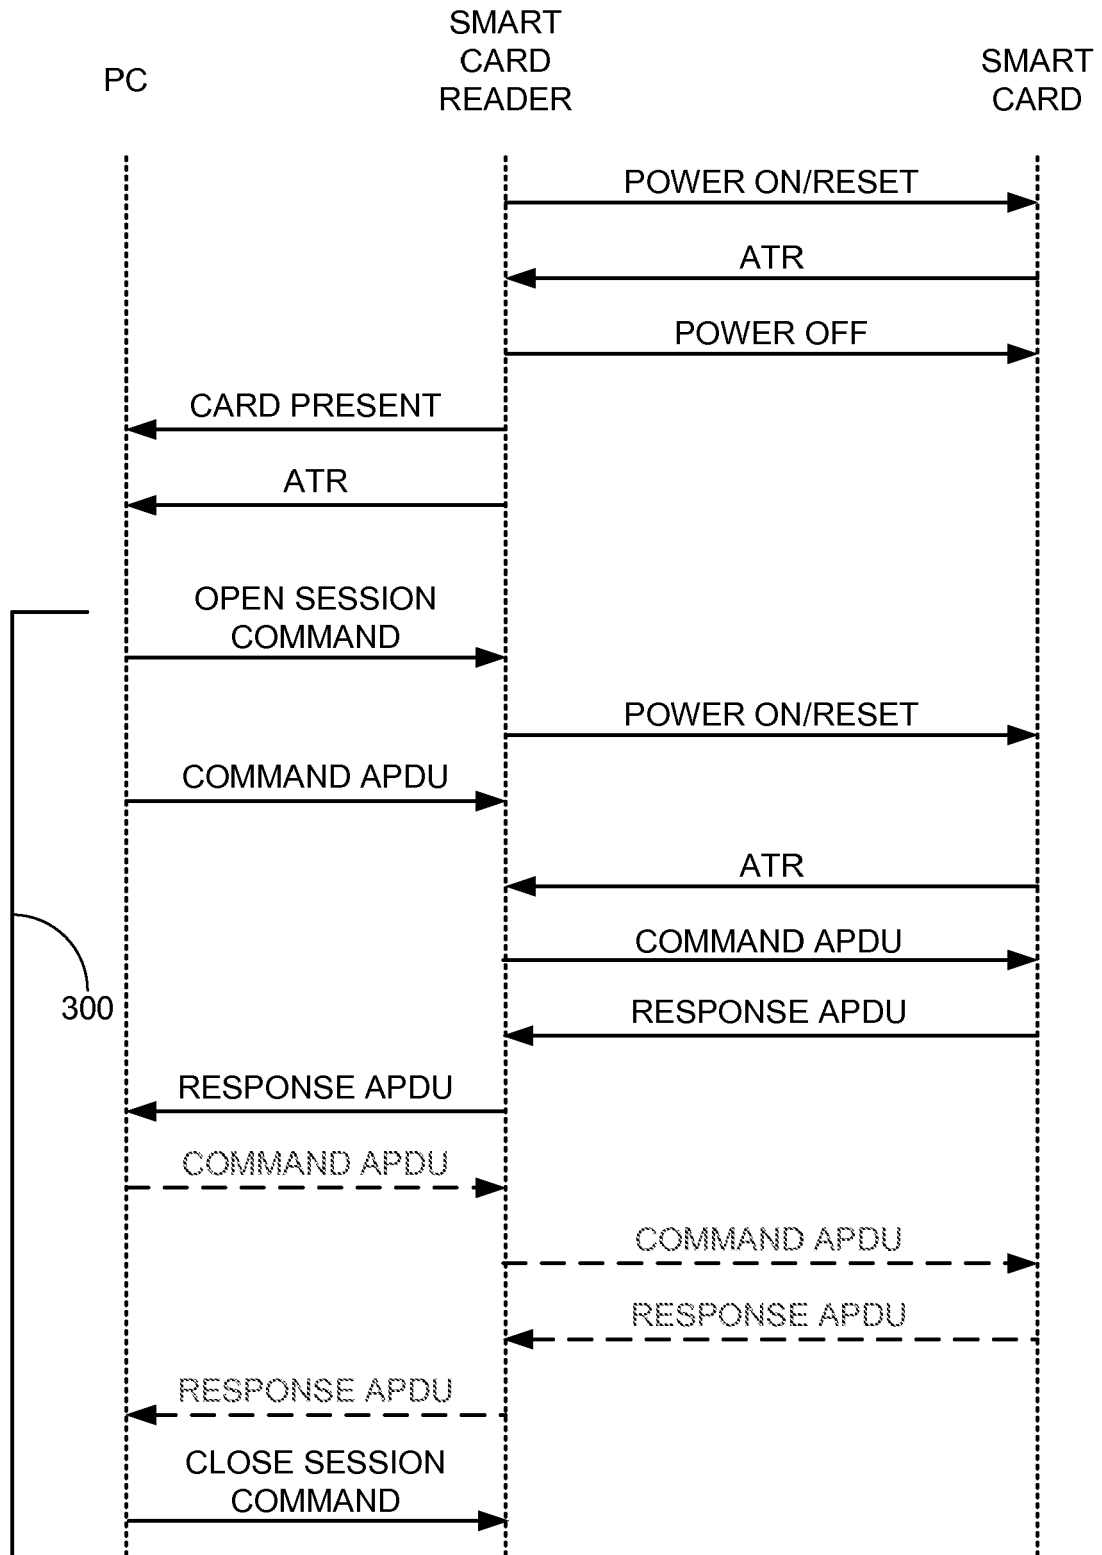 PC
SMART
CARD
READER
SMART
CARD
POWER ON/RESET
ATR
POWER OFF
CARD PRESENT
ATR
OPEN SESSION
COMMAND
POWER ON/RESET
COMMAND APDU
ATR
COMMAND APDU
300
RESPONSE APDU
RESPONSE APDU
COMMAND APDU
COMMAND APDU
RESPONSE APDU
RESPONSE APDU
CLOSE SESSION
COMMAND